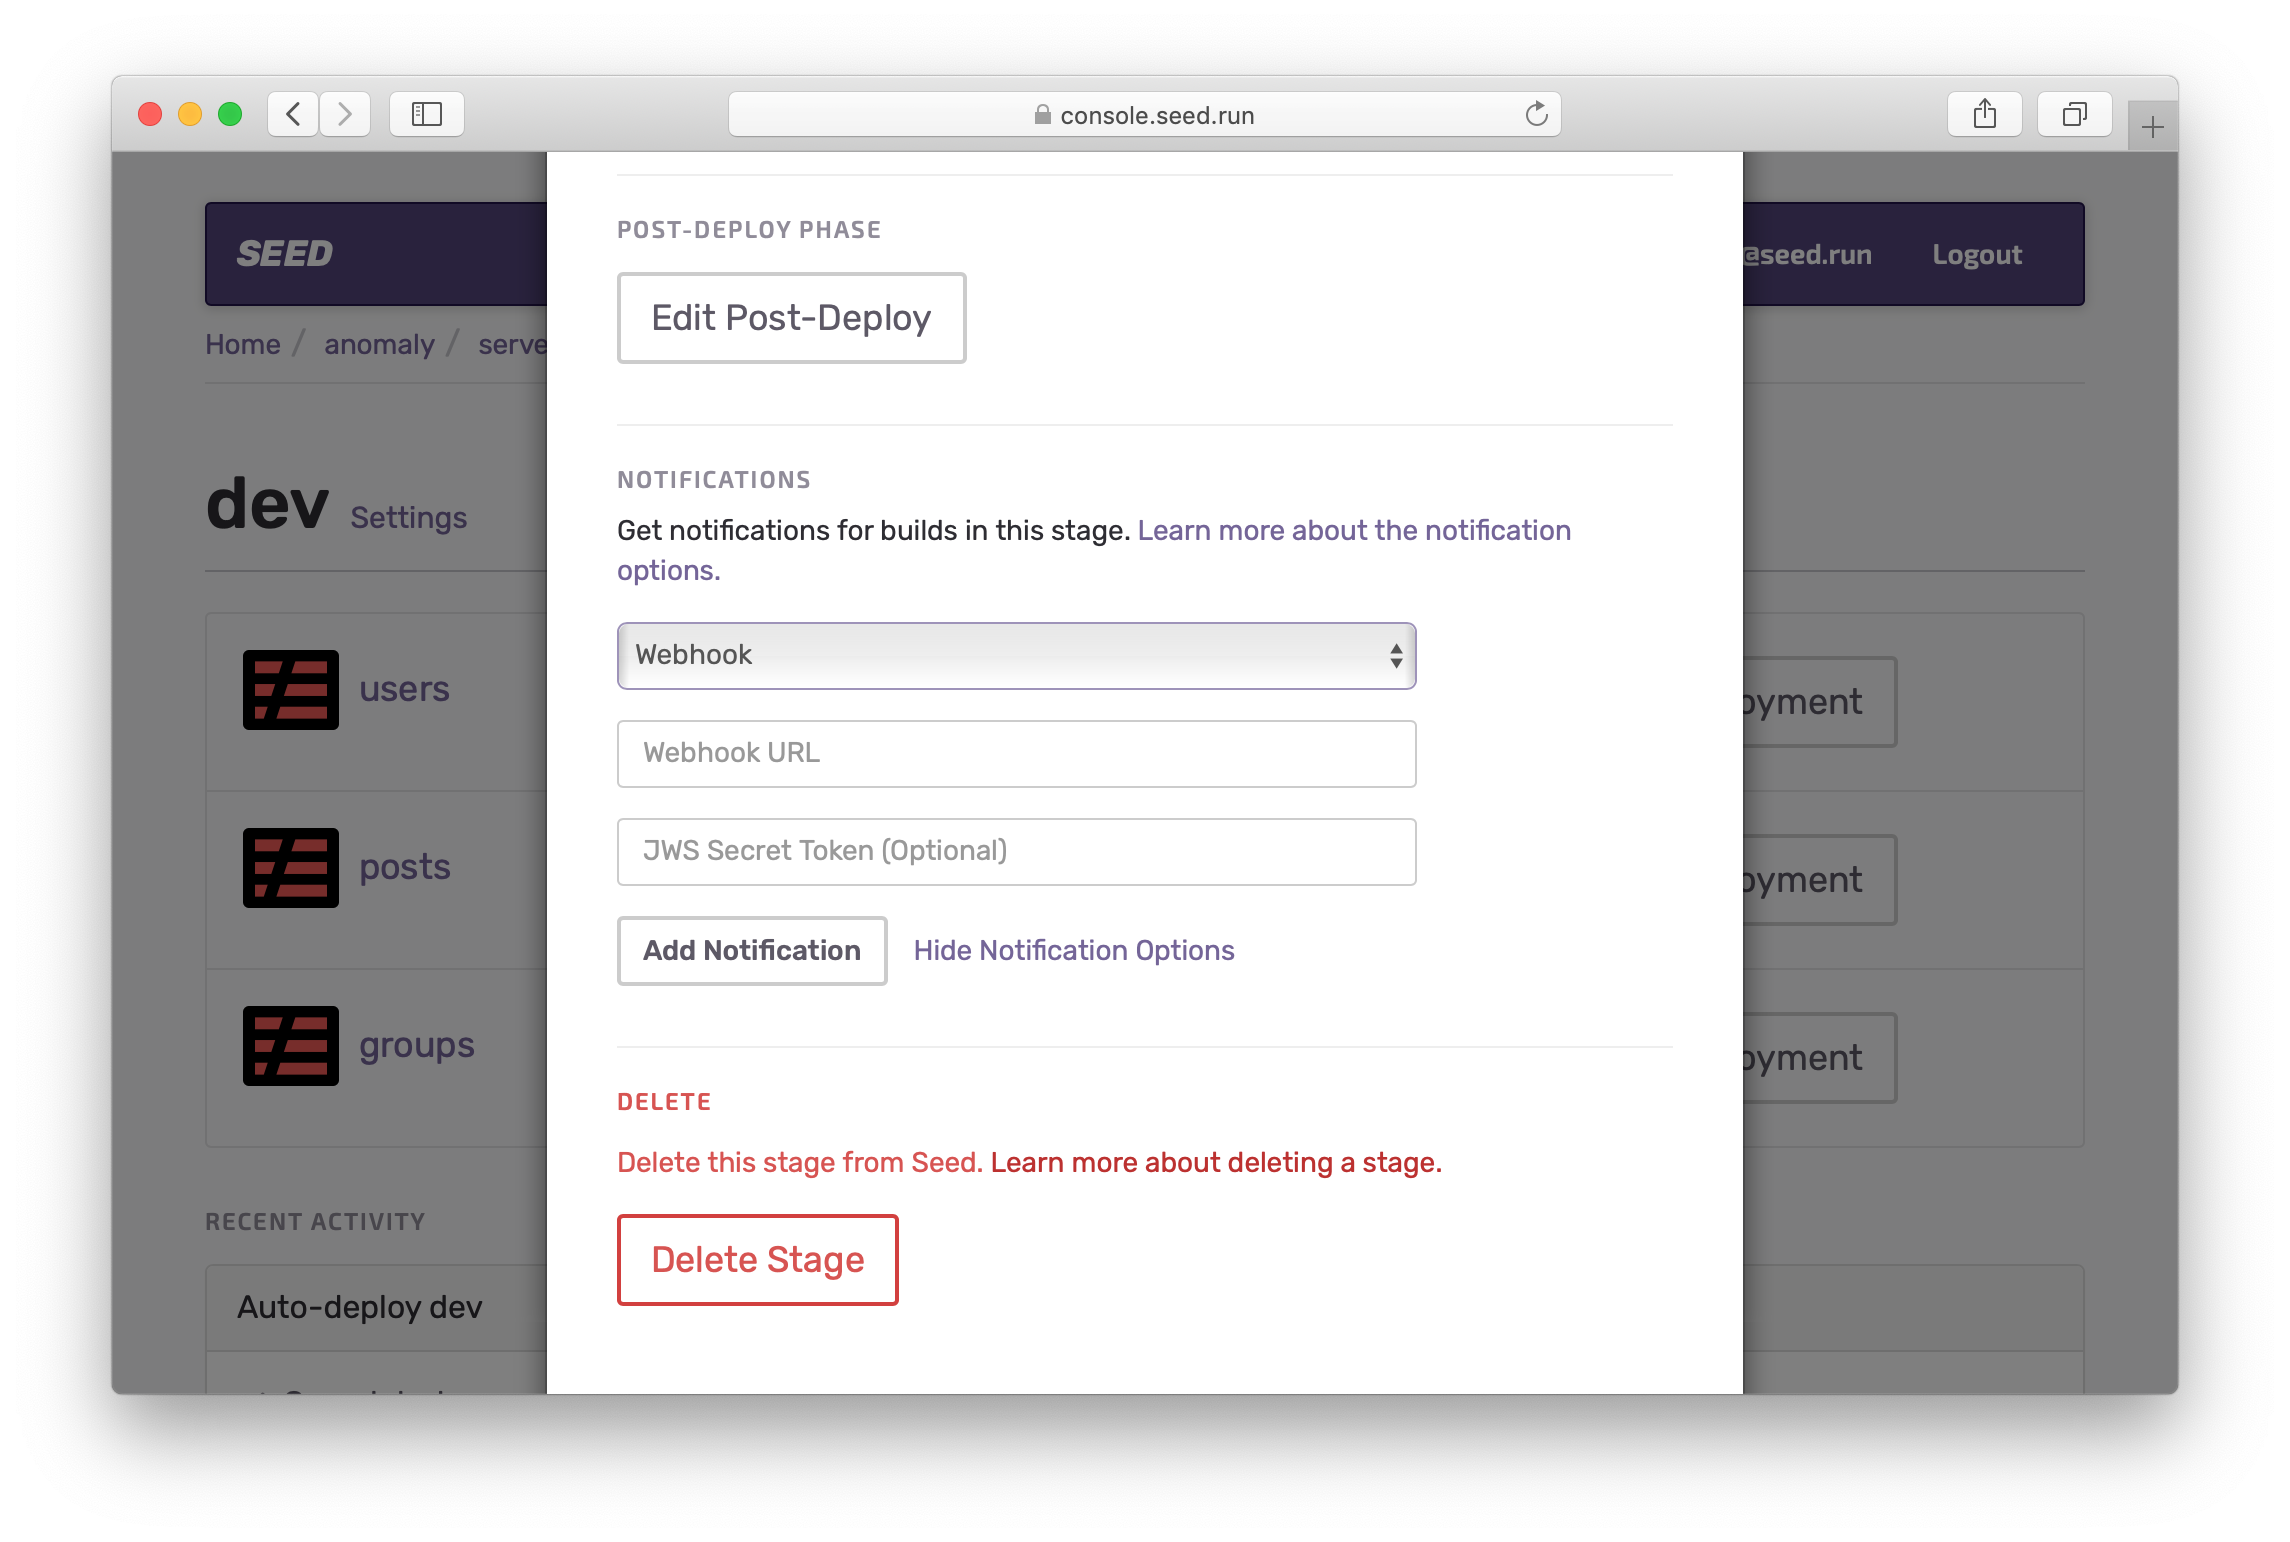 console.seed.run
SEED
@seed.run
Logout
Home / anomaly / serve
POST-DEPLOY PHASE
Edit Post-Deploy
dev Settings
NOTIFICATIONS
Get notifications for builds in this stage. Learn more about the notification
options.
Webhook
Webhook URL
JWS Secret Token (Optional)
Add Notification
Hide Notification Options
users
oyment
posts
oyment
groups
oyment
DELETE
Delete this stage from Seed. Learn more about deleting a stage.
Delete Stage
RECENT ACTIVITY
Auto-deploy dev